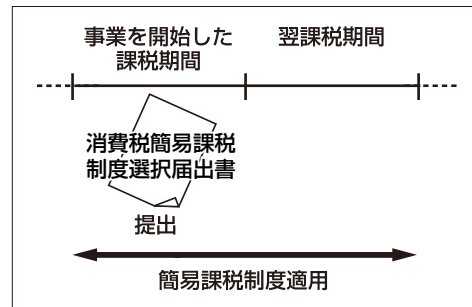 事業を開始した
課税期間
翌課税期間
消費税簡易課税
制度選択届出書
提出
簡易課税制度適用